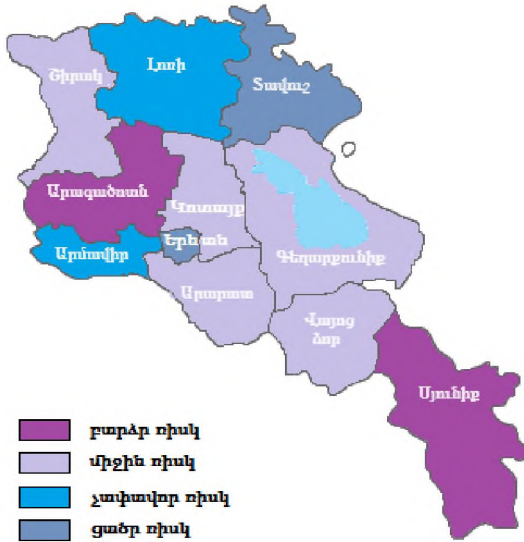 Շիրակ
Լոռի
Տավուշ
Արագածոտն
Կոտայք
Երևան
Արմավիր
Գեղարքունիք
Արարատ
Վայոց
ձոր
Սյունիք
բարձր ռիսկ
միջին ռիսկ
չափավոր ռիսկ
ցածր ռիսկ